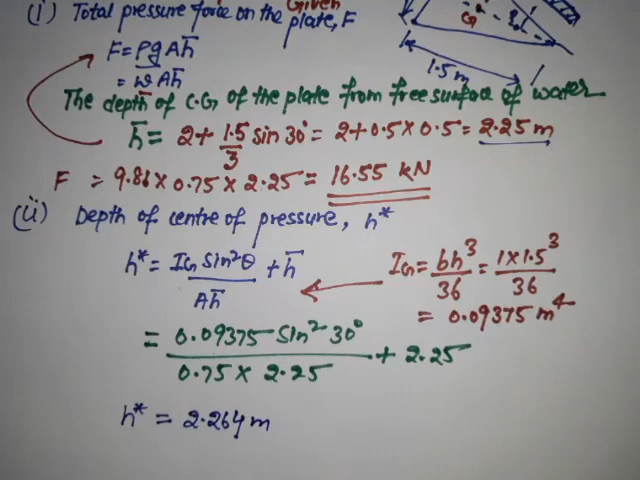 Given
(i) Total pressure force on the plate, F
G
F = ρg A h̄
= ω A h̄
1.5 m
The depth of C.G of the plate from free surface of water
h̄ = 2 + 1.5/3 sin 30° = 2 + 0.5 × 0.5 = 2.25 m
F = 9.81 × 0.75 × 2.25 = 16.55 kN
(ii) Depth of centre of pressure, h*
h* = IG sin²θ / A h̄ + h̄
IG = bh³/36 = 1 × 1.5³/36
= 0.09375 m⁴
= 0.09375 sin² 30° / 0.75 × 2.25 + 2.25
h* = 2.264 m